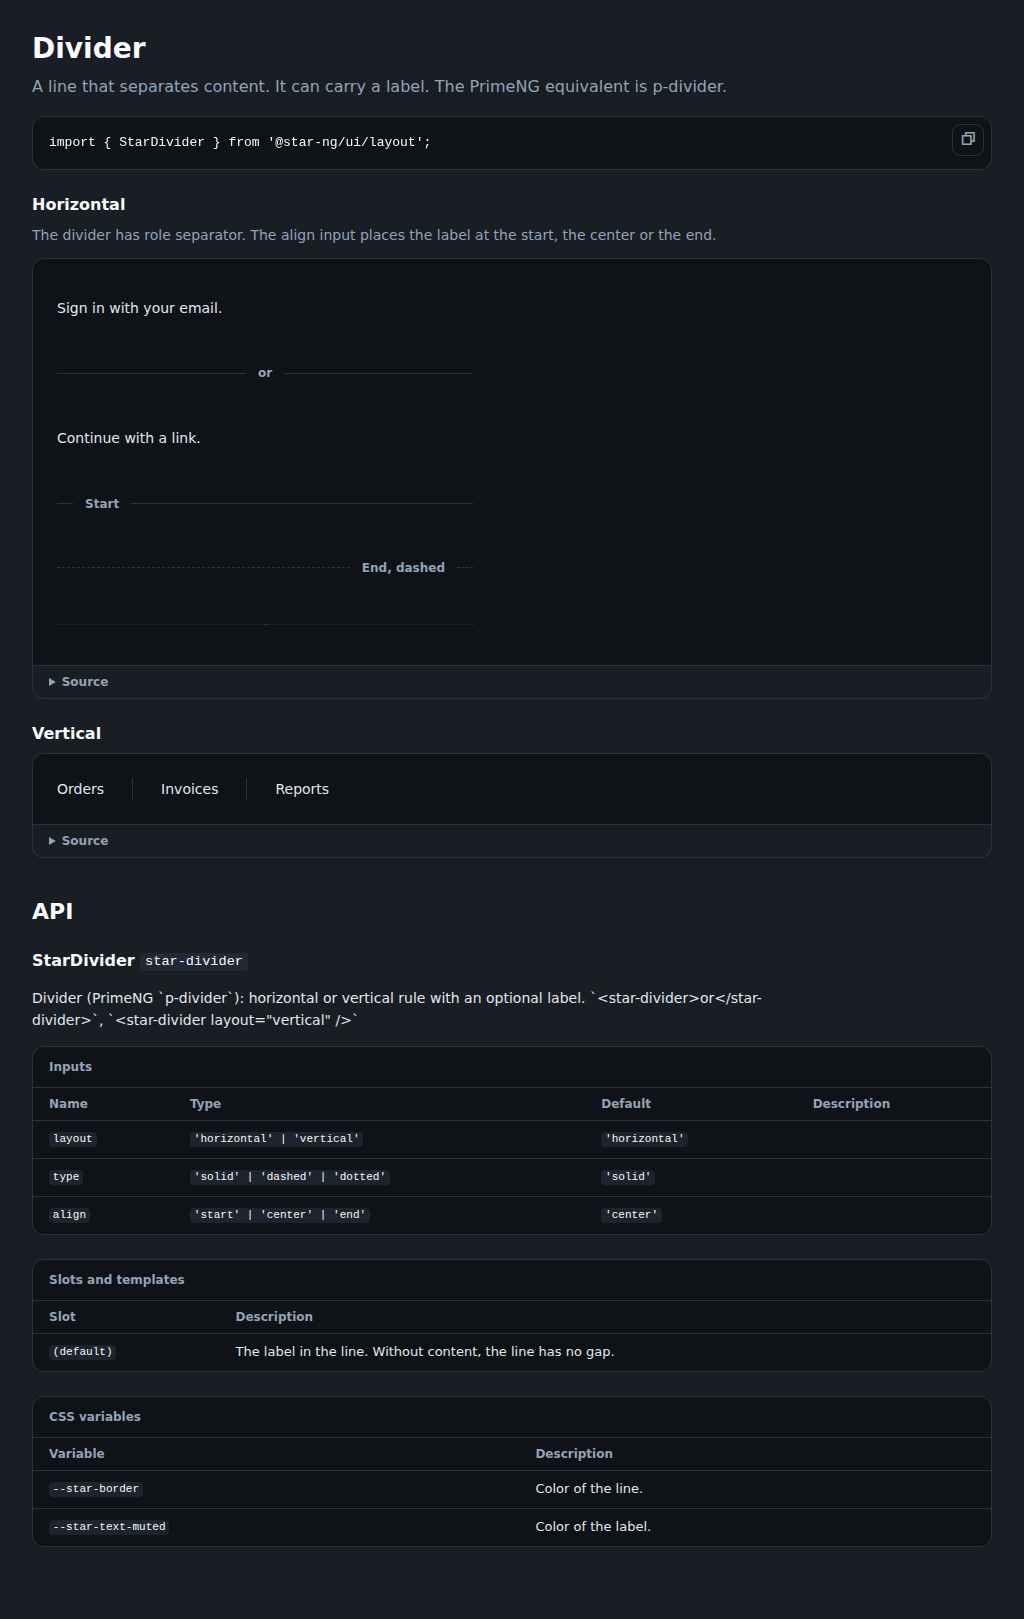 Divider
A line that separates content. It can carry a label. The PrimeNG equivalent is p-divider.
import { StarDivider } from '@star-ng/ui/layout';
Horizontal
The divider has role separator. The align input places the label at the start, the center or the end.
Sign in with your email.
or
Continue with a link.
Start
End, dashed
Source
Vertical
Orders Invoices Reports
Source
API
StarDivider star-divider
Divider (PrimeNG `p-divider`): horizontal or vertical rule with an optional label. `<star-divider>or</star-
divider>`, `<star-divider layout="vertical" />`
Inputs
Name Type Default Description
layout 'horizontal' | 'vertical' 'horizontal'
type 'solid' | 'dashed' | 'dotted' 'solid'
align 'start' | 'center' | 'end' 'center'
Slots and templates
Slot Description
(default) The label in the line. Without content, the line has no gap.
CSS variables
Variable Description
--star-border Color of the line.
--star-text-muted Color of the label.